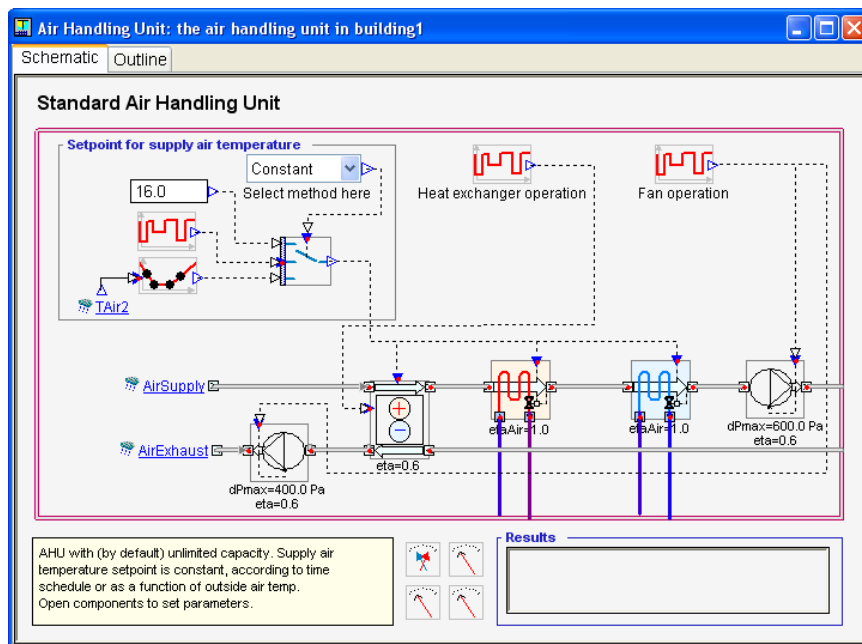 Air Handling Unit: the air handling unit in building1
Schematic Outline
Standard Air Handling Unit
Setpoint for supply air temperature
Constant
Select method here
16.0
Heat exchanger operation
Fan operation
TAir2
AirSupply
AirExhaust
etaAir=1.0
etaAir=1.0
dPmax=600.0 Pa
eta=0.6
eta=0.6
dPmax=400.0 Pa
eta=0.6
AHU with (by default) unlimited capacity. Supply air
temperature setpoint is constant, according to time
schedule or as a function of outside air temp.
Open components to set parameters.
Results